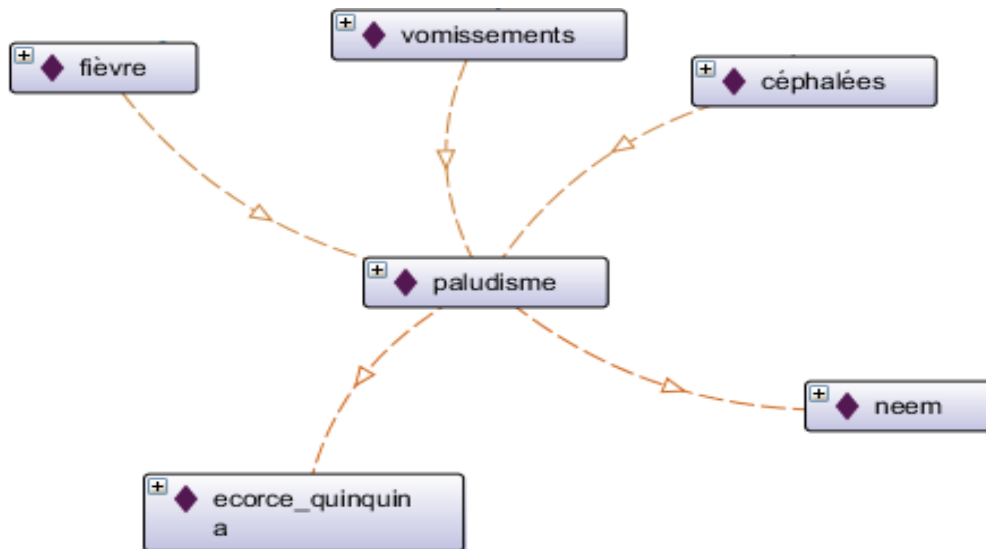 vomissements
fièvre
céphalées
paludisme
neem
ecorce_quinquin
a